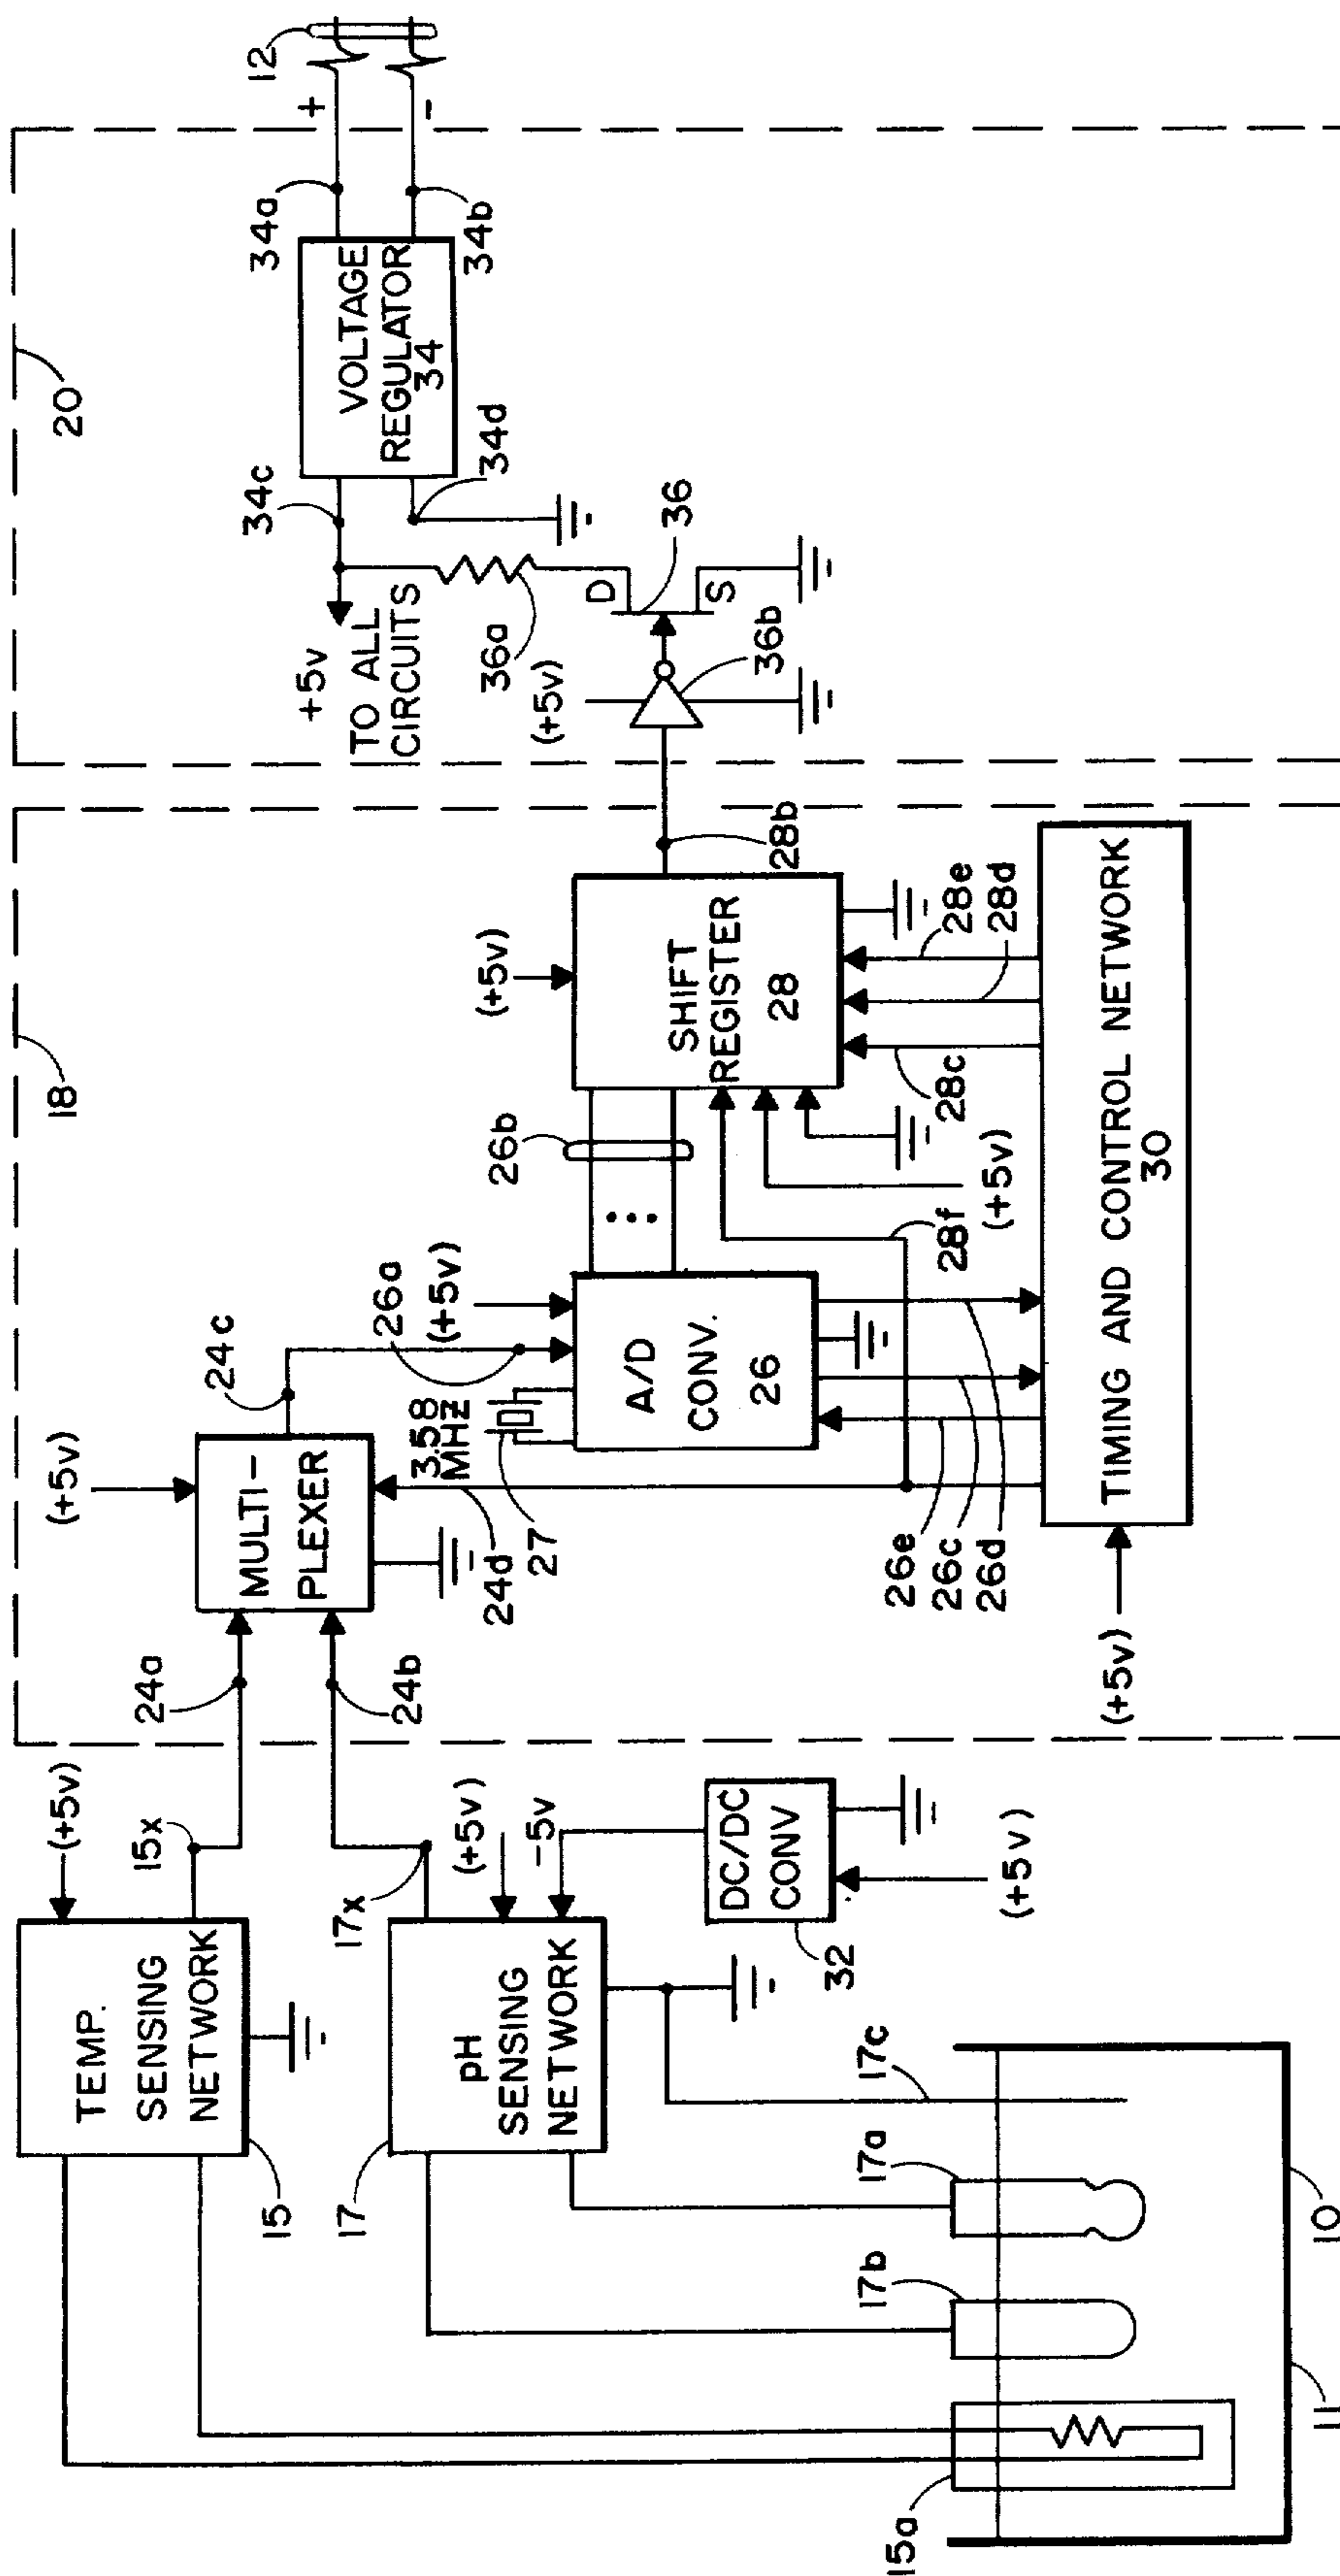 TEMP.
SENSING
NETWORK
(+5v)
15x
15
pH
SENSING
NETWORK
17
17x
(+5v)
-5v
DC/DC
CONV
32
(+5v)
15a
17b
17a
17c
11
10
18
24a
24b
(+5v)
MULTI-
PLEXER
24c
24d
3.58
MHz
27
26a
(+5v)
A/D
CONV.
26
26b
26e
26c
26d
28f
(+5v)
(+5v)
SHIFT
REGISTER
28
28b
28c
28e
28d
(+5v)
TIMING AND CONTROL NETWORK
30
20
+5v
TO ALL
CIRCUITS
34c
VOLTAGE
REGULATOR
34
34a
34b
34d
+
-
12
36a
(+5v)
D
S
36
36b